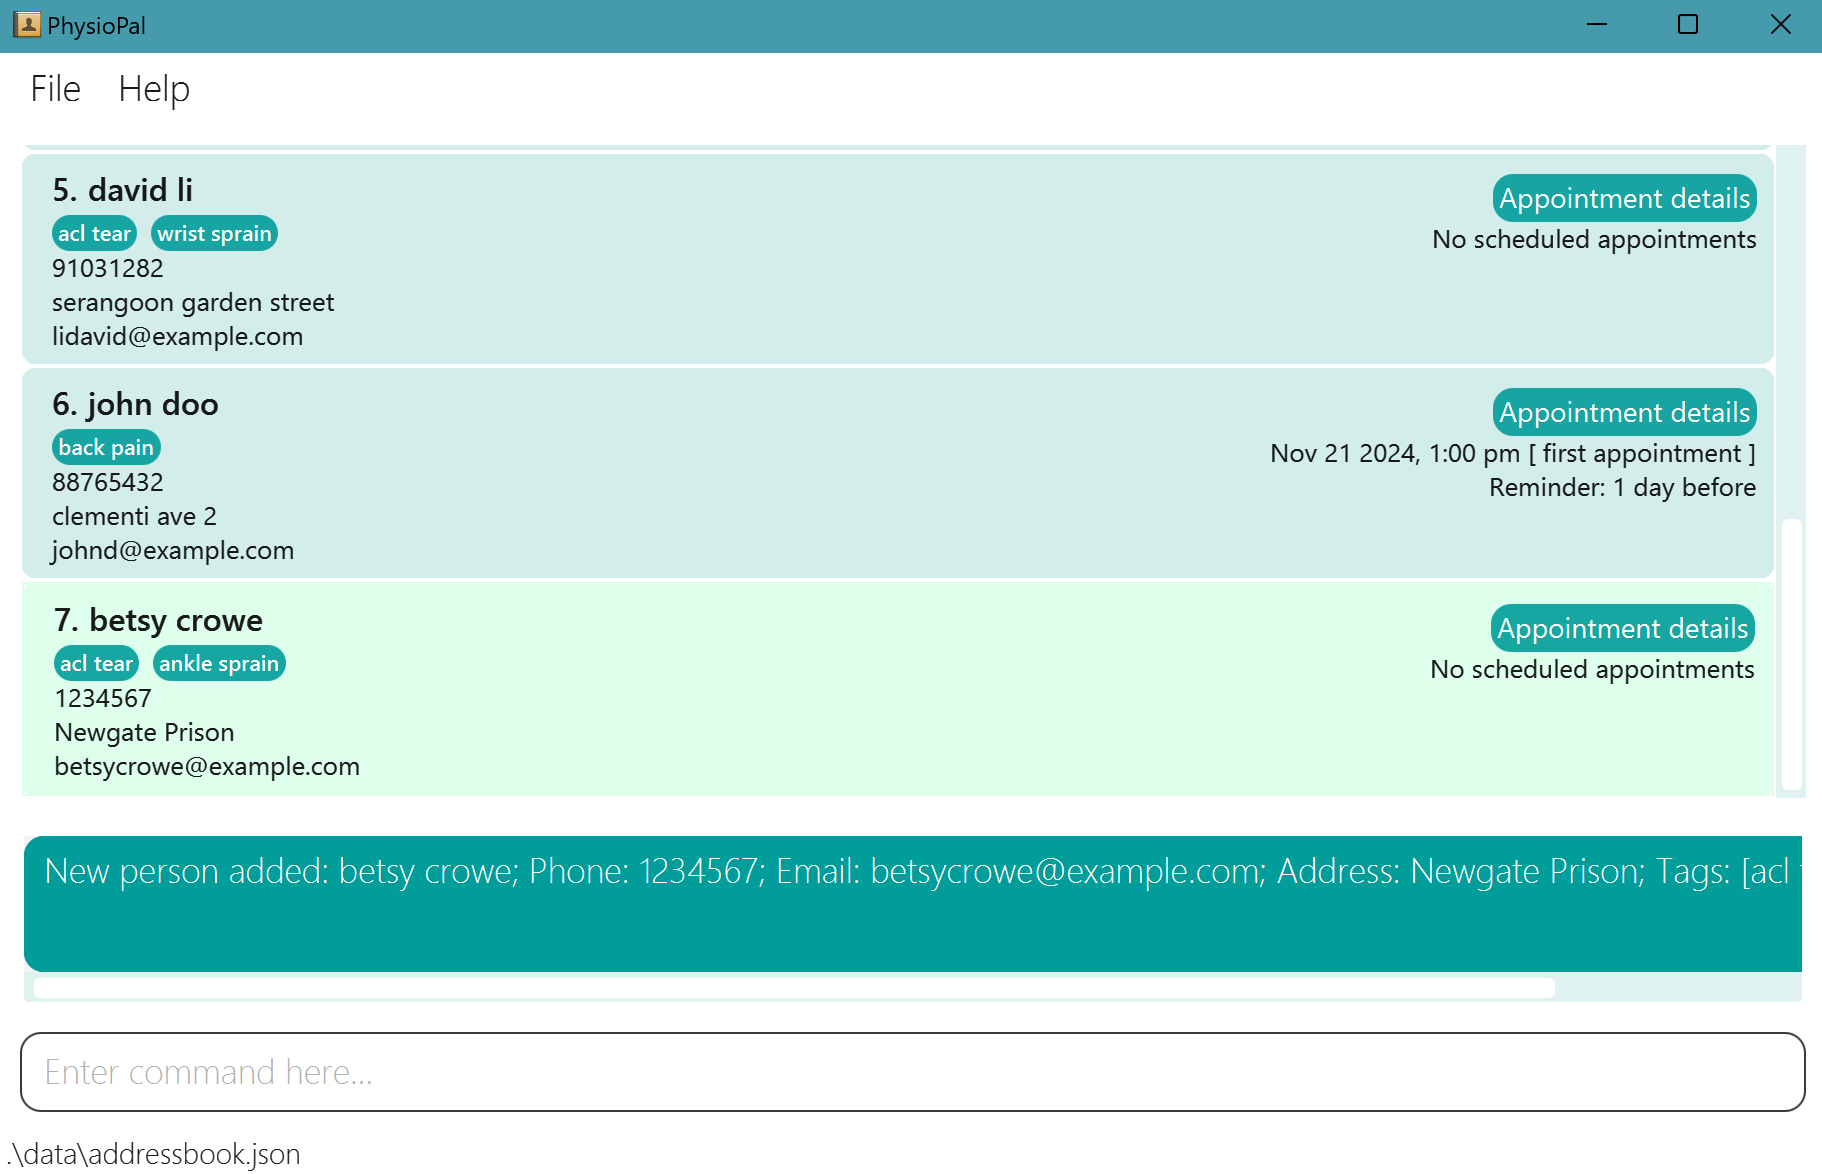 PhysioPal
File Help
5. david li
acl tear wrist sprain
91031282
serangoon garden street
lidavid@example.com
Appointment details
No scheduled appointments
6. john doo
back pain
88765432
clementi ave 2
johnd@example.com
Appointment details
Nov 21 2024, 1:00 pm [ first appointment ]
Reminder: 1 day before
7. betsy crowe
acl tear ankle sprain
1234567
Newgate Prison
betsycrowe@example.com
Appointment details
No scheduled appointments
New person added: betsy crowe; Phone: 1234567; Email: betsycrowe@example.com; Address: Newgate Prison; Tags: [acl
Enter command here...
.\data\addressbook.json